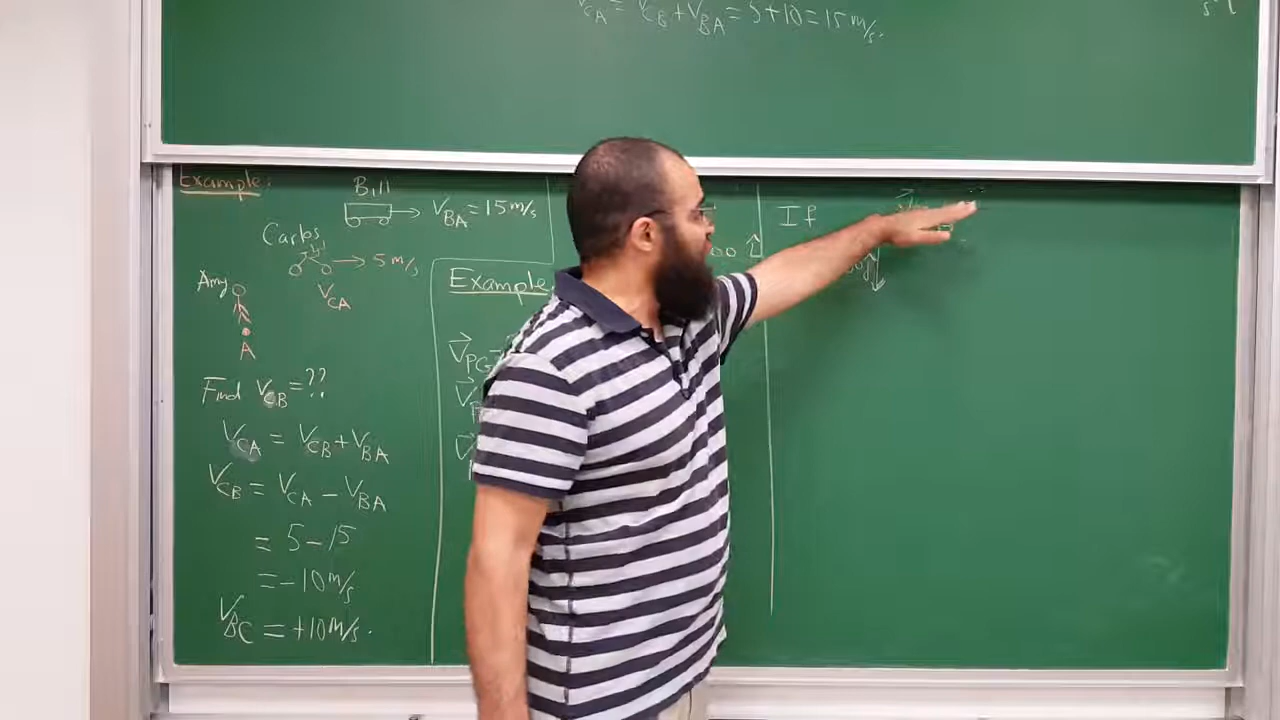 V_CA = V_CB + V_BA = 5 + 10 = 15 m/s.
Example:
Bill
V_BA = 15 m/s
Carlos
5 m/s
V_CA
Amy
A
Find V_CB = ??
V_CA = V_CB + V_BA
V_CB = V_CA - V_BA
= 5 - 15
= -10 m/s
V_BC = +10 m/s.
Example
V_PG
If